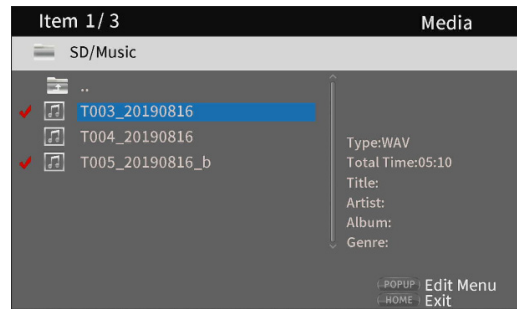 Item 1/3 Media
SD/Music
..
T003_20190816
T004_20190816
T005_20190816_b
Type:WAV
Total Time:05:10
Title:
Artist:
Album:
Genre:
POPUP Edit Menu
HOME Exit